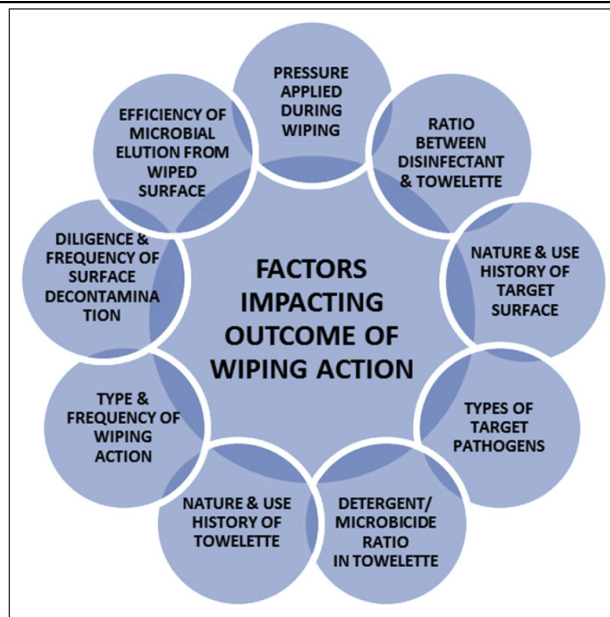 PRESSURE
APPLIED
DURING
WIPING
RATIO
BETWEEN
DISINFECTANT
& TOWELETTE
NATURE & USE
HISTORY OF
TARGET
SURFACE
TYPES OF
TARGET
PATHOGENS
DETERGENT/
MICROBICIDE
RATIO
IN TOWELETTE
NATURE & USE
HISTORY OF
TOWELETTE
TYPE &
FREQUENCY OF
WIPING
ACTION
DILIGENCE &
FREQUENCY OF
SURFACE
DECONTAMINA
TION
EFFICIENCY OF
MICROBIAL
ELUTION FROM
WIPED
SURFACE
FACTORS
IMPACTING
OUTCOME OF
WIPING ACTION